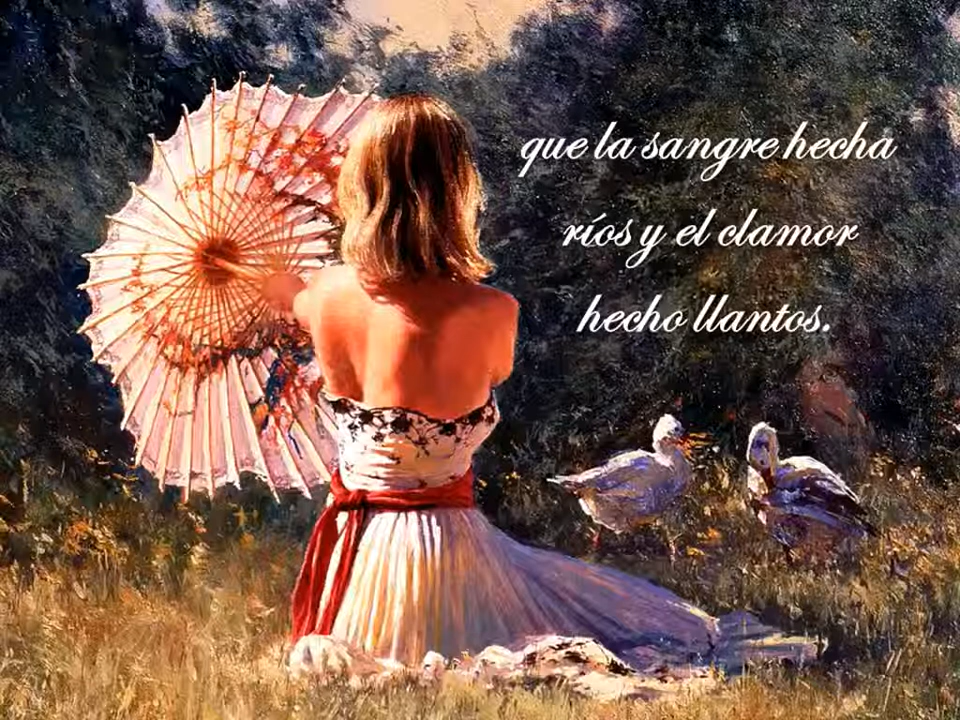 que la sangre hecha
ríos y el clamor
hecho llantos.